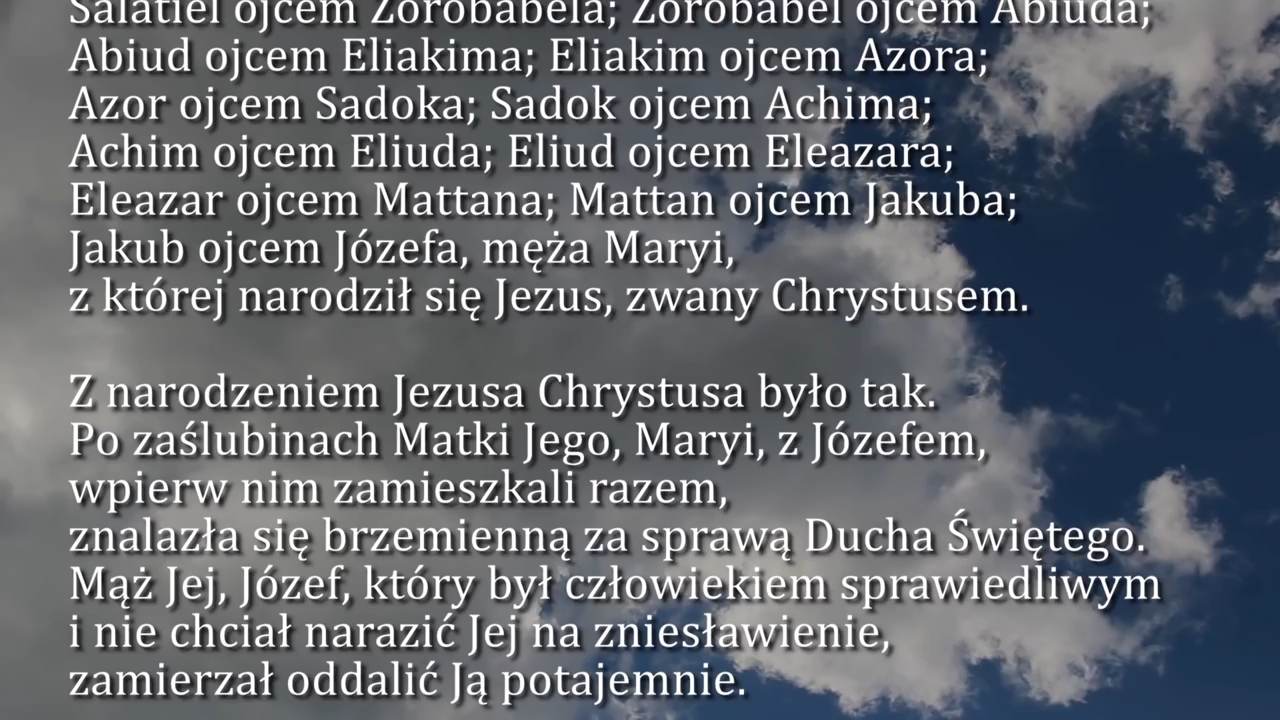 Salatiel ojcem Zorobabela; Zorobabel ojcem Abiuda;
Abiud ojcem Eliakima; Eliakim ojcem Azora;
Azor ojcem Sadoka; Sadok ojcem Achima;
Achim ojcem Eliuda; Eliud ojcem Eleazara;
Eleazar ojcem Mattana; Mattan ojcem Jakuba;
Jakub ojcem Józefa, męża Maryi,
z której narodził się Jezus, zwany Chrystusem.

Z narodzeniem Jezusa Chrystusa było tak.
Po zaślubinach Matki Jego, Maryi, z Józefem,
wpierw nim zamieszkali razem,
znalazła się brzemienną za sprawą Ducha Świętego.
Mąż Jej, Józef, który był człowiekiem sprawiedliwym
i nie chciał narazić Jej na zniesławienie,
zamierzał oddalić Ją potajemnie.